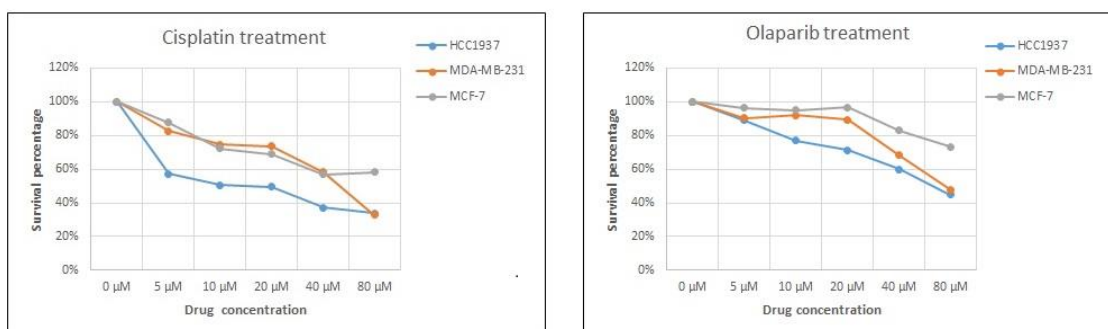 Cisplatin treatment
HCC1937
MDA-MB-231
MCF-7
120%
100%
80%
60%
40%
20%
0%
Survival percentage
0 µM 5 µM 10 µM 20 µM 40 µM 80 µM
Drug concentration
Olaparib treatment
HCC1937
MDA-MB-231
MCF-7
120%
100%
80%
60%
40%
20%
0%
Survival percentage
0 µM 5 µM 10 µM 20 µM 40 µM 80 µM
Drug concentration